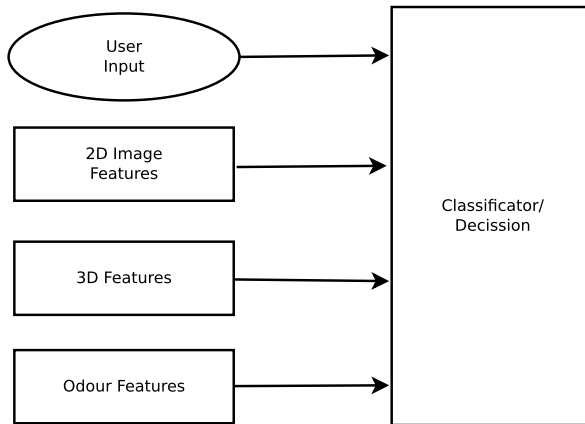 User
Input
2D Image
Features
3D Features
Odour Features
Classificator/
Decission